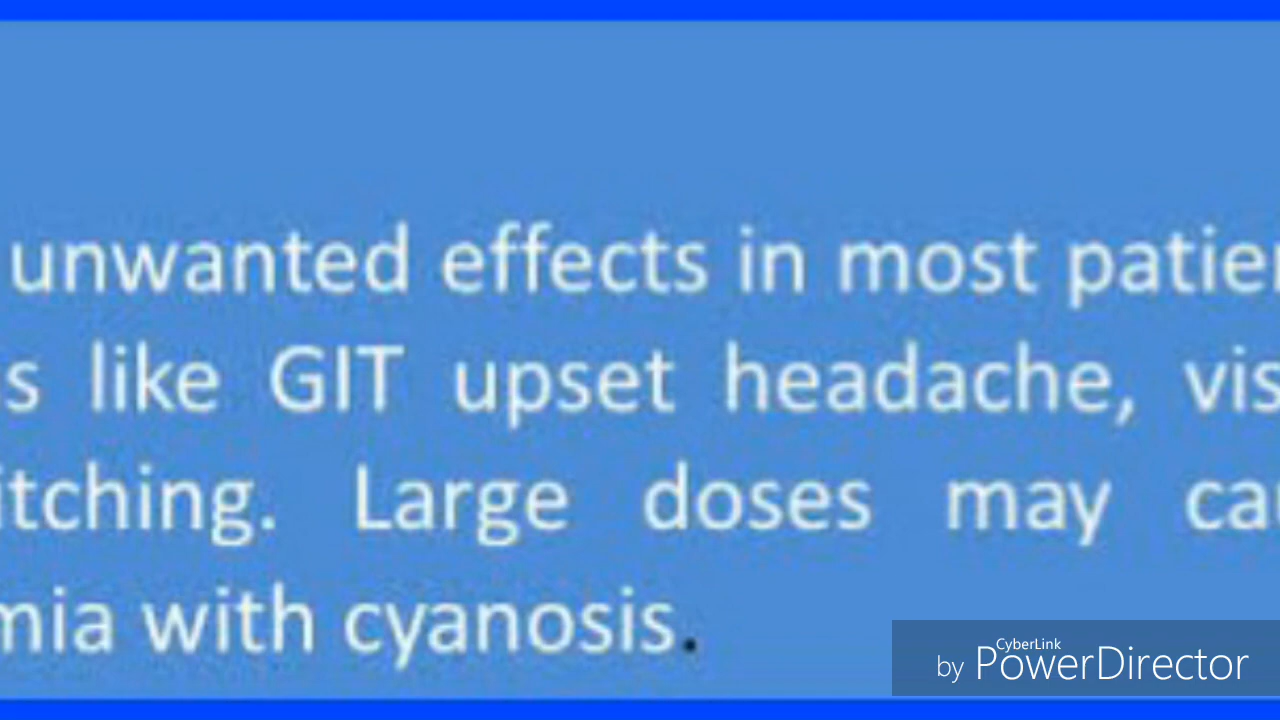 unwanted effects in most patie
s like GIT upset headache, vis
itching. Large doses may ca
mia with cyanosis.
by CyberLink PowerDirector